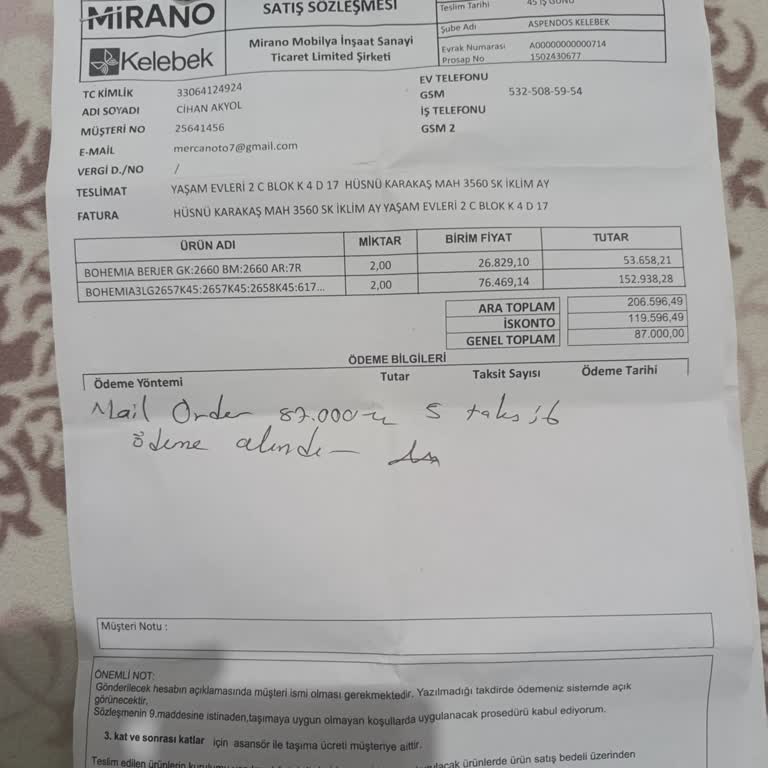 MİRANO
SATIŞ SÖZLEŞMESİ
Teslim Tarihi 45 İŞ GÜNÜ
Şube Adı ASPENDOS KELEBEK
Kelebek
Mirano Mobilya İnşaat Sanayi
Ticaret Limited Şirketi
Evrak Numarası A00000000000714
Prosap No 1502430677
TC KİMLİK 33064124924
ADI SOYADI CİHAN AKYOL
MÜŞTERİ NO 25641456
E-MAIL mercanoto7@gmail.com
VERGİ D./NO /
EV TELEFONU
GSM 532-508-59-54
İŞ TELEFONU
GSM 2
TESLİMAT YAŞAM EVLERİ 2 C BLOK K 4 D 17 HÜSNÜ KARAKAŞ MAH 3560 SK İKLİM AY
FATURA HÜSNÜ KARAKAŞ MAH 3560 SK İKLİM AY YAŞAM EVLERİ 2 C BLOK K 4 D 17
ÜRÜN ADI MİKTAR BİRİM FİYAT TUTAR
BOHEMIA BERJER GK:2660 BM:2660 AR:7R 2,00 26.829,10 53.658,21
BOHEMIA3LG2657K45:2657K45:2658K45:617... 2,00 76.469,14 152.938,28
ARA TOPLAM 206.596,49
İSKONTO 119.596,49
GENEL TOPLAM 87.000,00
ÖDEME BİLGİLERİ
Ödeme Yöntemi Tutar Taksit Sayısı Ödeme Tarihi
Mail Order 87.000 5 taksit
ödeme alındı
Müşteri Notu :
ÖNEMLİ NOT:
Gönderilecek hesabın açıklamasında müşteri ismi olması gerekmektedir. Yazılmadığı takdirde ödemeniz sistemde açık
görünecektir.
Sözleşmenin 9.maddesine istinaden,taşımaya uygun olmayan koşullarda uygulanacak prosedürü kabul ediyorum.
3. kat ve sonrası katlar için asansör ile taşıma ücreti müşteriye aittir.
Teslim edilen ürünlerin ürünlerde ürün satış bedeli üzerinden